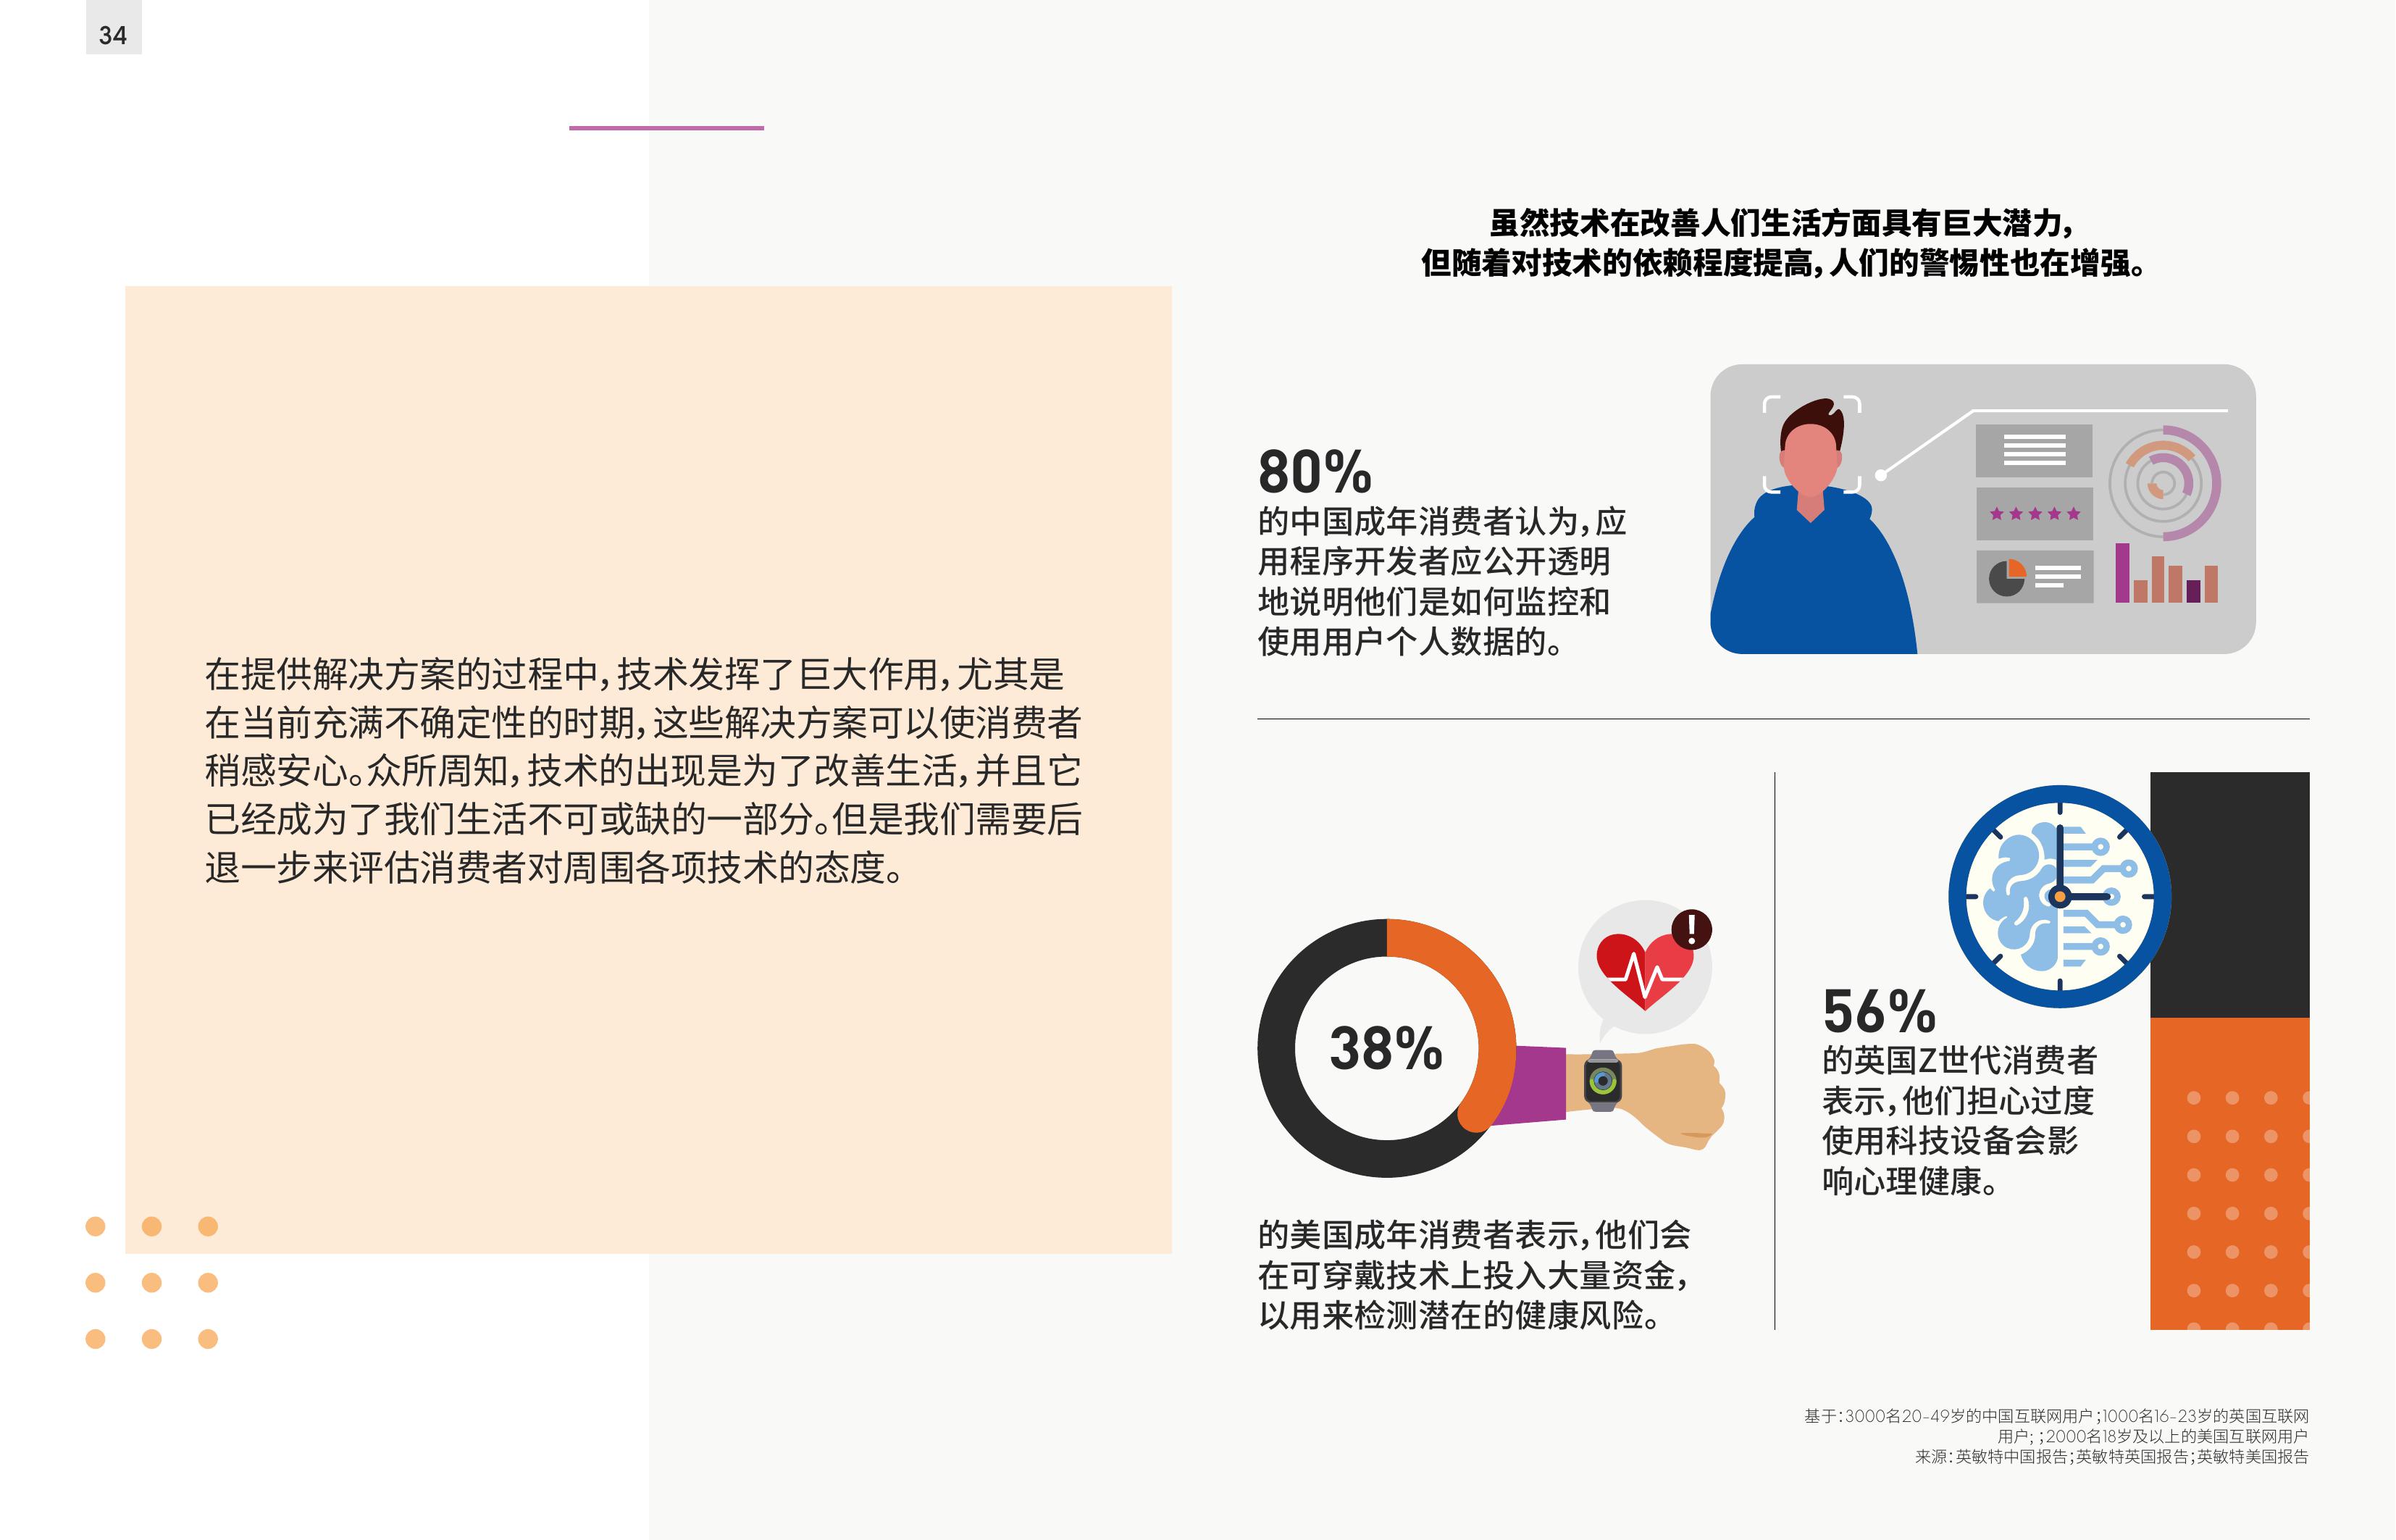 34
在提供解决方案的过程中，技术发挥了巨大作用，尤其是
在当前充满不确定性的时期，这些解决方案可以使消费者
稍感安心。众所周知，技术的出现是为了改善生活，并且它
已经成为了我们生活不可或缺的一部分。但是我们需要后
退一步来评估消费者对周围各项技术的态度。
虽然技术在改善人们生活方面具有巨大潜力，
但随着对技术的依赖程度提高，人们的警惕性也在增强。
80%
的中国成年消费者认为，应
用程序开发者应公开透明
地说明他们是如何监控和
使用用户个人数据的。
38%
的美国成年消费者表示，他们会
在可穿戴技术上投入大量资金，
以用来检测潜在的健康风险。
56%
的英国Z世代消费者
表示，他们担心过度
使用科技设备会影
响心理健康。
基于：3000名20-49岁的中国互联网用户；1000名16-23岁的英国互联网
用户；；2000名18岁及以上的美国互联网用户
来源：英敏特中国报告；英敏特英国报告；英敏特美国报告